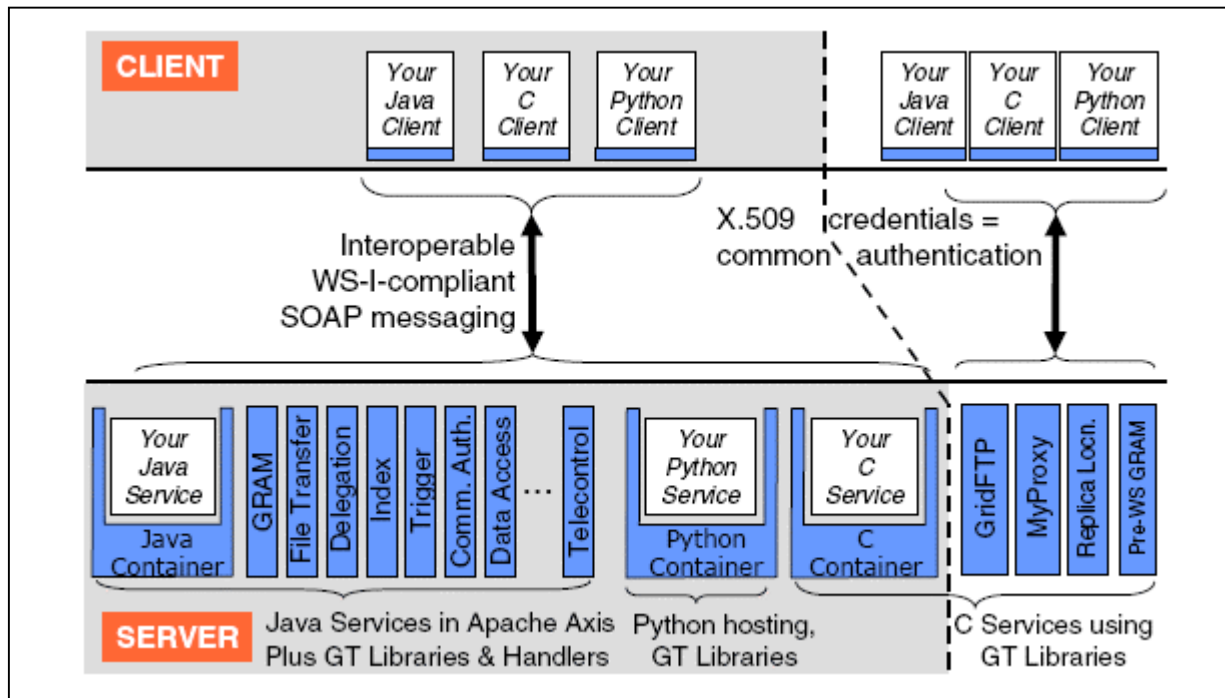 CLIENT
Your
Java
Client
Your
C
Client
Your
Python
Client
Your
Java
Client
Your
C
Client
Your
Python
Client
Interoperable
WS-I-compliant
SOAP messaging
X.509 credentials =
common authentication
Your
Java
Service
Java
Container
GRAM
File Transfer
Delegation
Index
Trigger
Comm. Auth.
Data Access
...
Telecontrol
Your
Python
Service
Python
Container
Your
C
Service
C
Container
GridFTP
MyProxy
Replica Locn.
Pre-WS GRAM
SERVER
Java Services in Apache Axis
Plus GT Libraries & Handlers
Python hosting,
GT Libraries
C Services using
GT Libraries